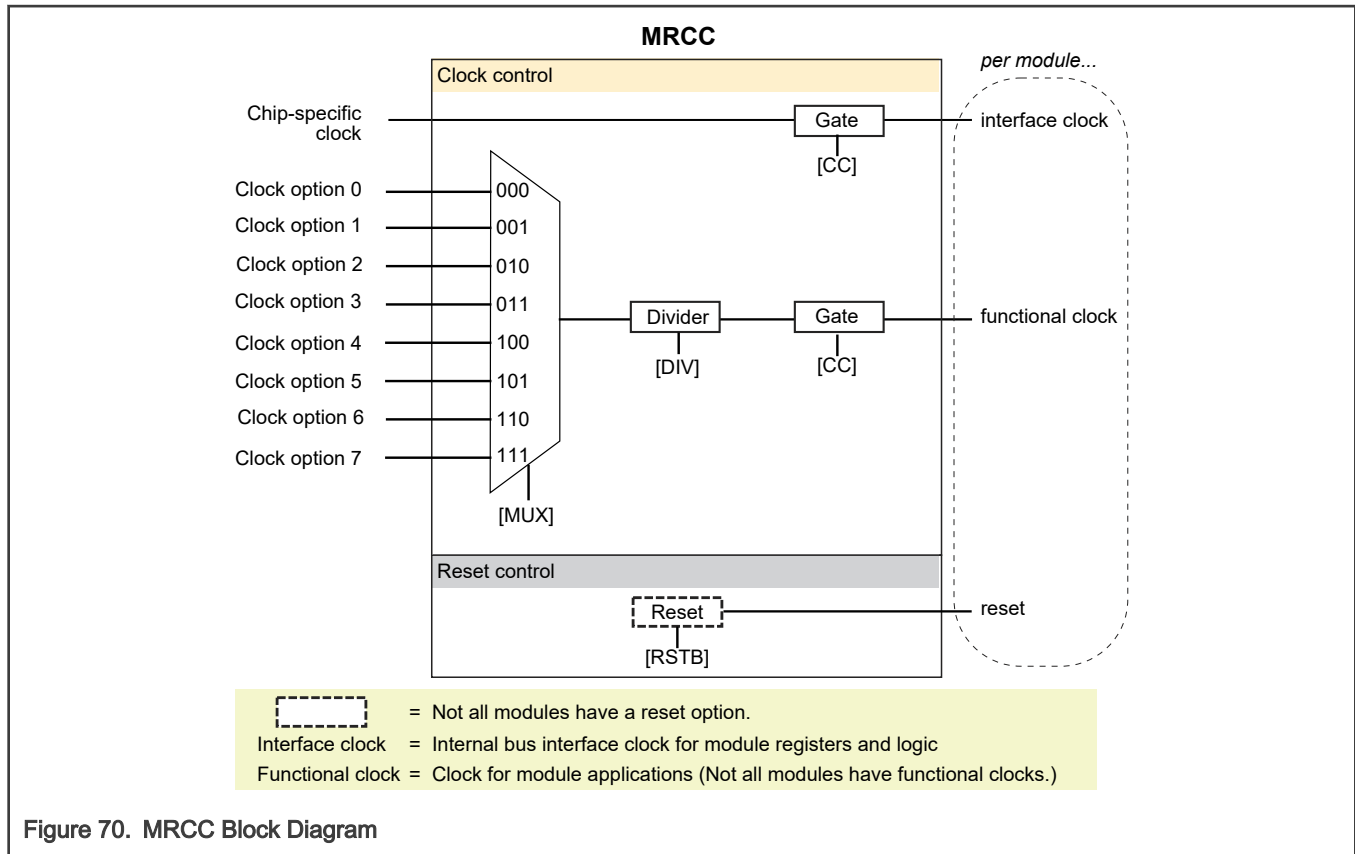 MRCC
per module...
Clock control
Chip-specific
clock
Gate
interface clock
[CC]
Clock option 0
000
Clock option 1
001
Clock option 2
010
Clock option 3
011
Divider
Gate
functional clock
Clock option 4
100
[DIV]
[CC]
Clock option 5
101
Clock option 6
110
Clock option 7
111
[MUX]
Reset control
Reset
reset
[RSTB]
= Not all modules have a reset option.
Interface clock = Internal bus interface clock for module registers and logic
Functional clock = Clock for module applications (Not all modules have functional clocks.)
Figure 70. MRCC Block Diagram